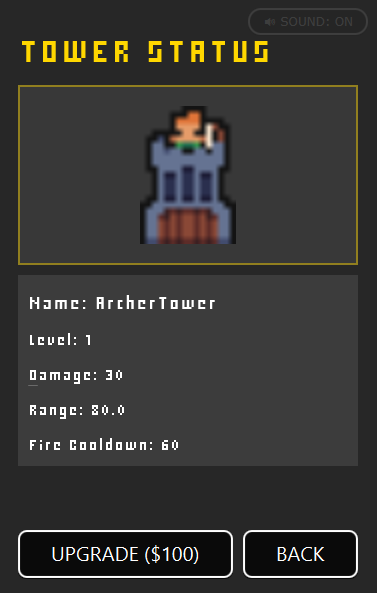 SOUND: ON
TOWER STATUS
Name: ArcherTower
Level: 1
Damage: 30
Range: 80.0
Fire Cooldown: 60
UPGRADE ($100)
BACK